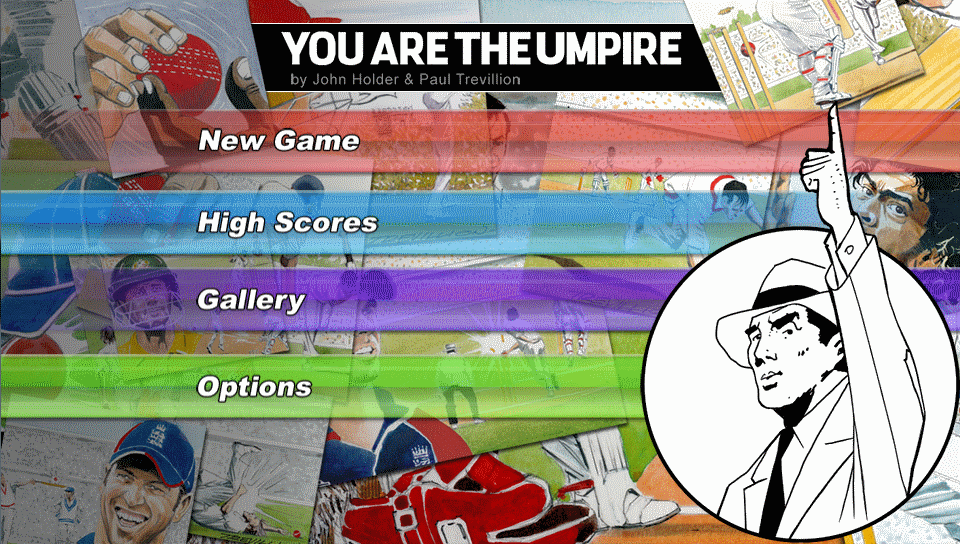 YOU ARE THE UMPIRE
by John Holder & Paul Trevillion
New Game
High Scores
Gallery
Options